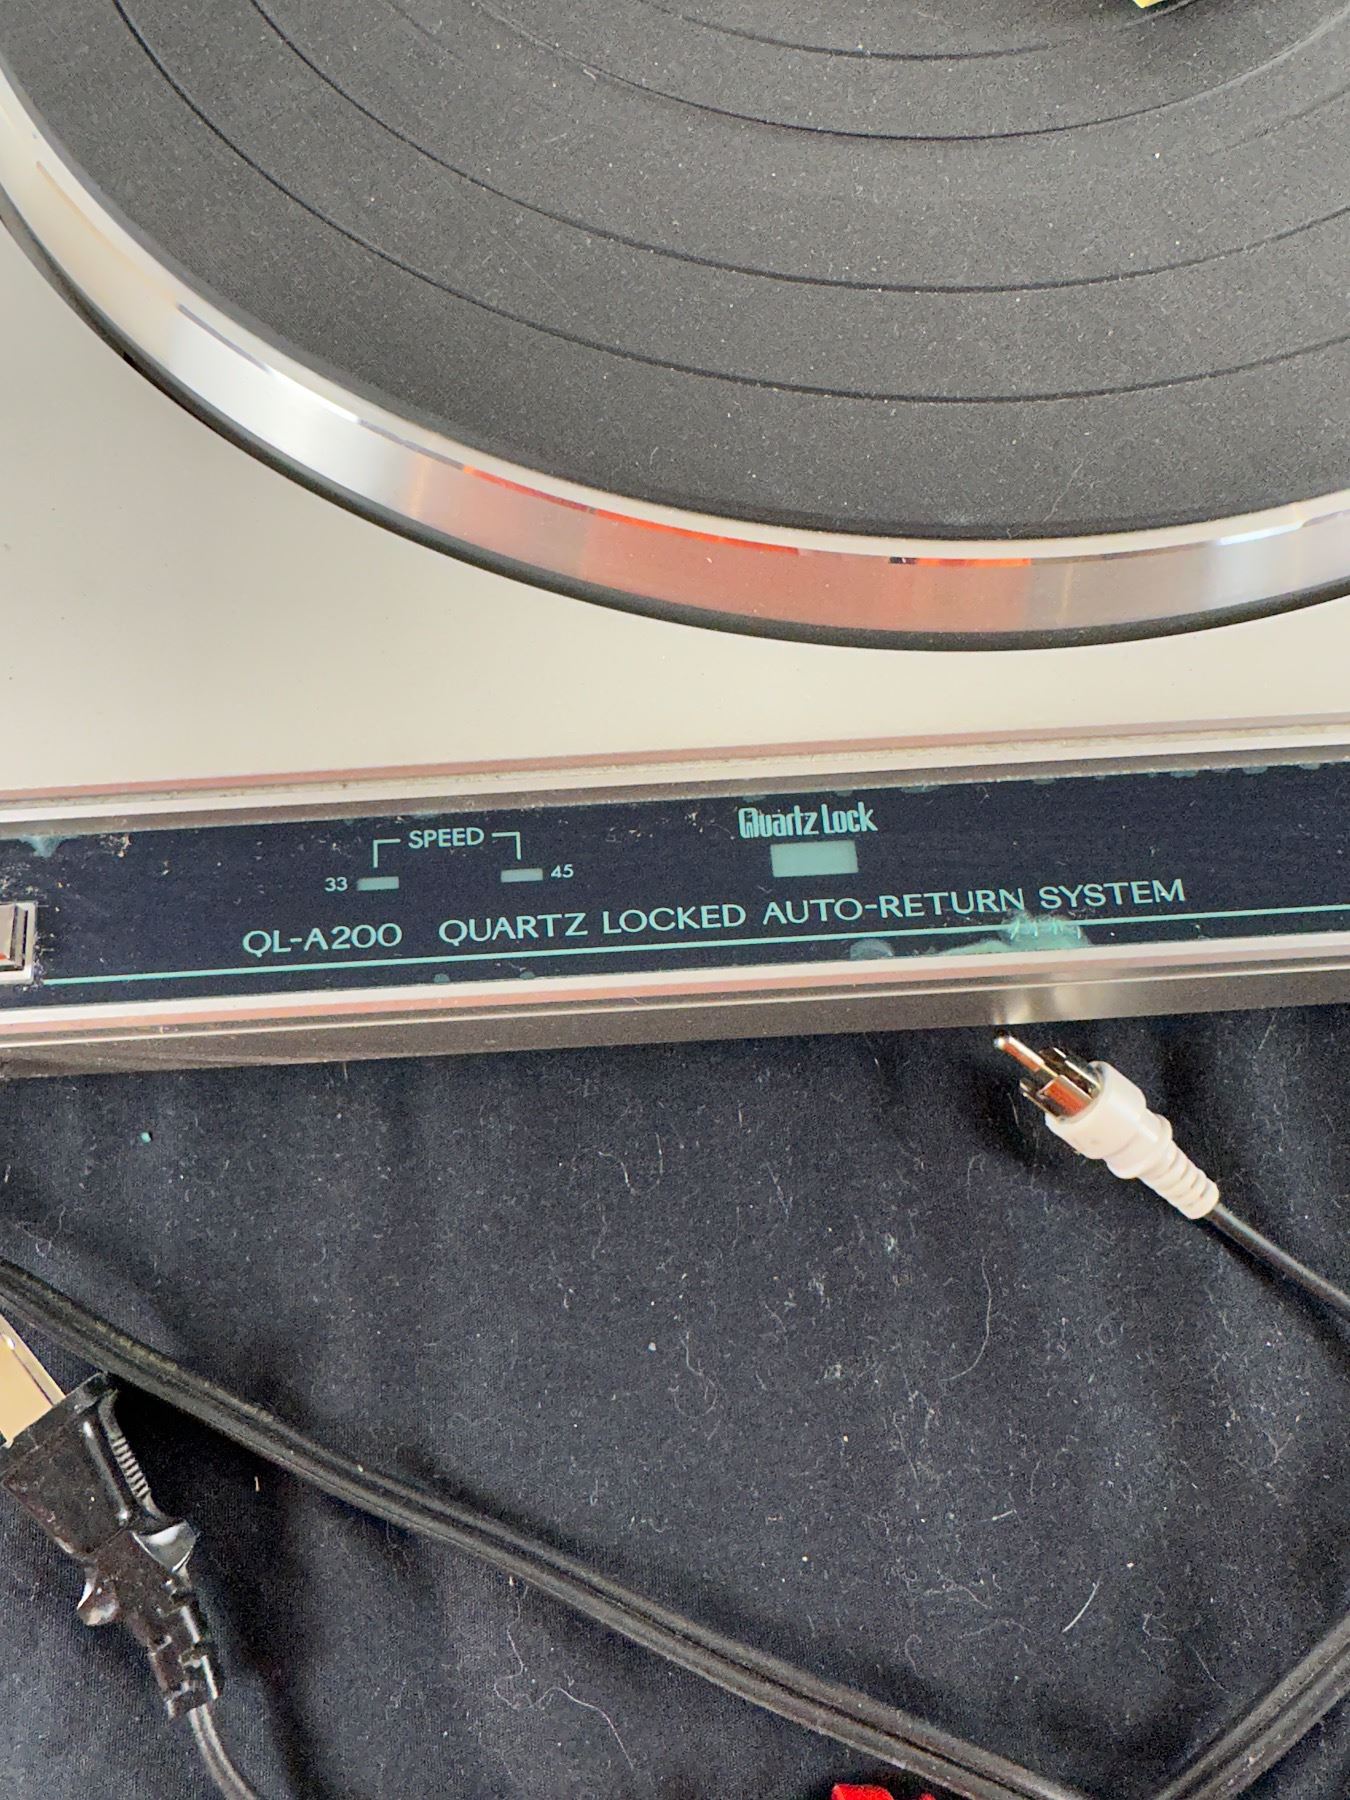 Quartz Lock
SPEED
33 45
QL-A200 QUARTZ LOCKED AUTO-RETURN SYSTEM